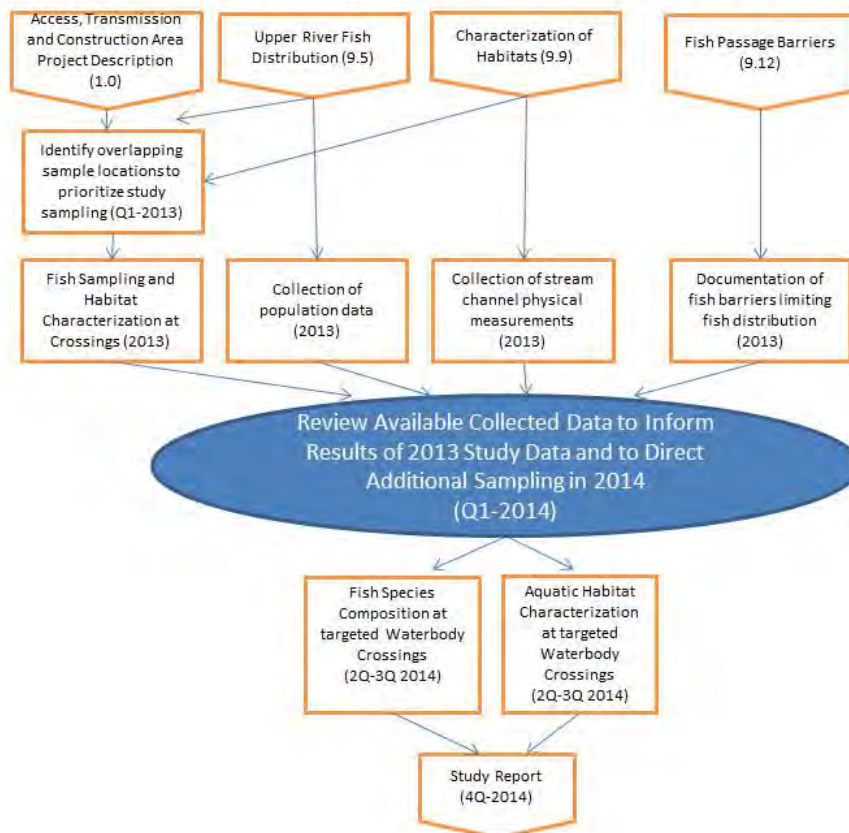 Access, Transmission
and Construction Area
Project Description
(1.0)
Upper River Fish
Distribution (9.5)
Characterization of
Habitats (9.9)
Fish Passage Barriers
(9.12)
Identify overlapping
sample locations to
prioritize study
sampling (Q1-2013)
Fish Sampling and
Habitat
Characterization at
Crossings (2013)
Collection of
population data
(2013)
Collection of stream
channel physical
measurements
(2013)
Documentation of
fish barriers limiting
fish distribution
(2013)
Review Available Collected Data to Inform
Results of 2013 Study Data and to Direct
Additional Sampling in 2014
(Q1-2014)
Fish Species
Composition at
targeted Waterbody
Crossings
(2Q-3Q 2014)
Aquatic Habitat
Characterization
at targeted
Waterbody
Crossings
(2Q-3Q 2014)
Study Report
(4Q-2014)